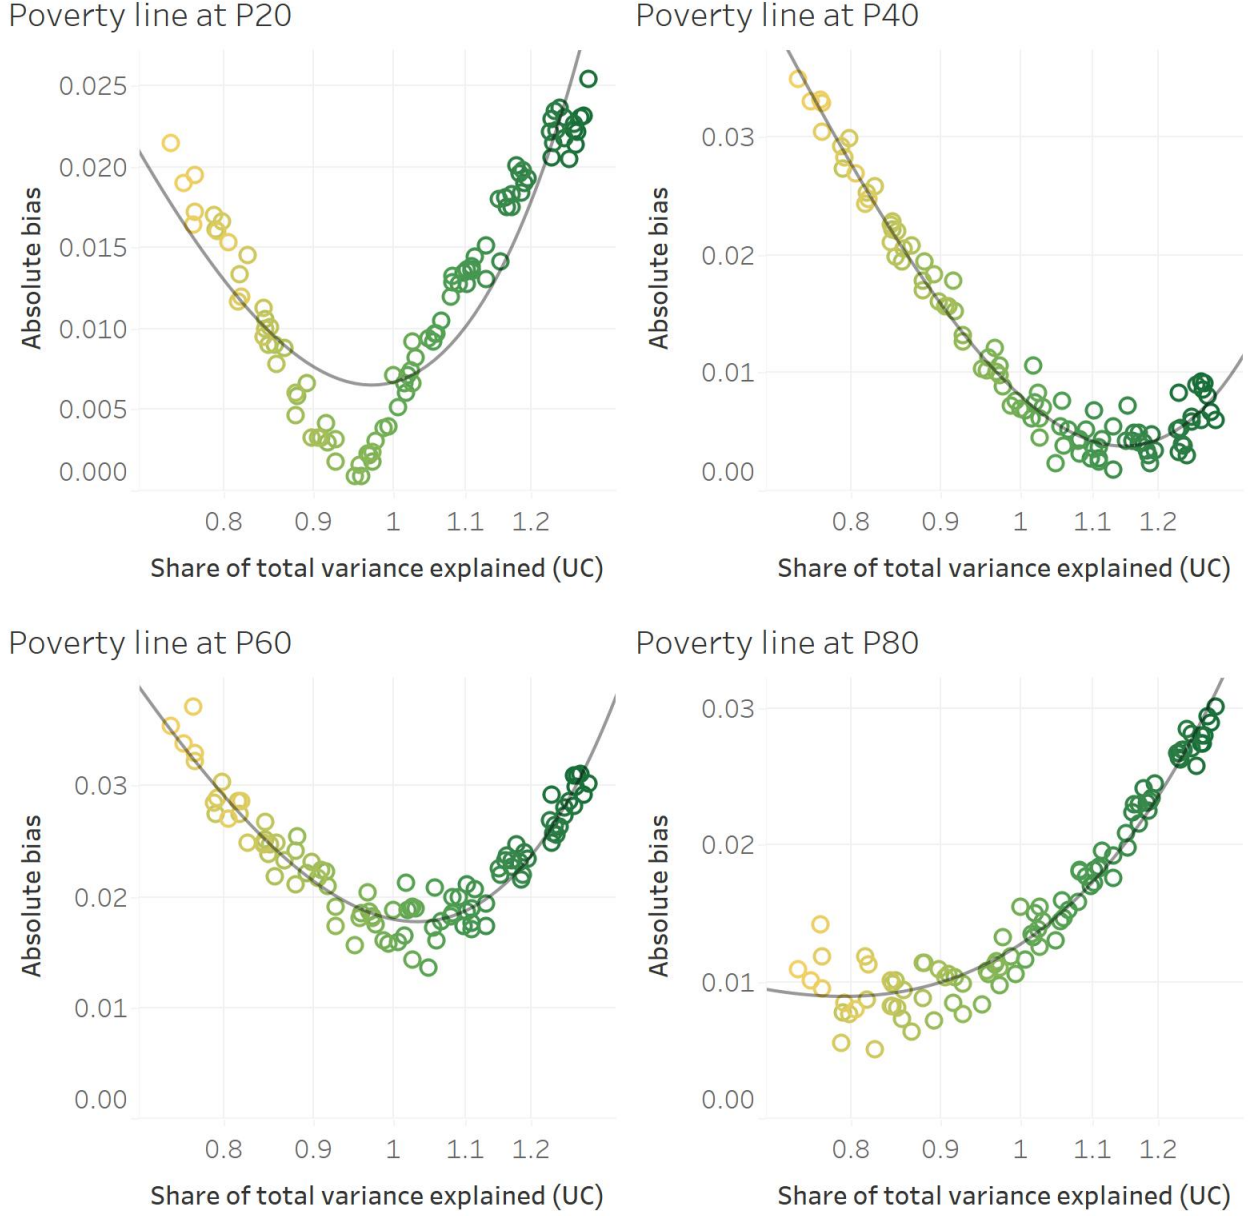 Poverty line at P20
Absolute bias
0.025
0.020
0.015
0.010
0.005
0.000
0.8 0.9 1 1.1 1.2
Share of total variance explained (UC)
Poverty line at P40
Absolute bias
0.03
0.02
0.01
0.00
0.8 0.9 1 1.1 1.2
Share of total variance explained (UC)
Poverty line at P60
Absolute bias
0.03
0.02
0.01
0.00
0.8 0.9 1 1.1 1.2
Share of total variance explained (UC)
Poverty line at P80
Absolute bias
0.03
0.02
0.01
0.00
0.8 0.9 1 1.1 1.2
Share of total variance explained (UC)